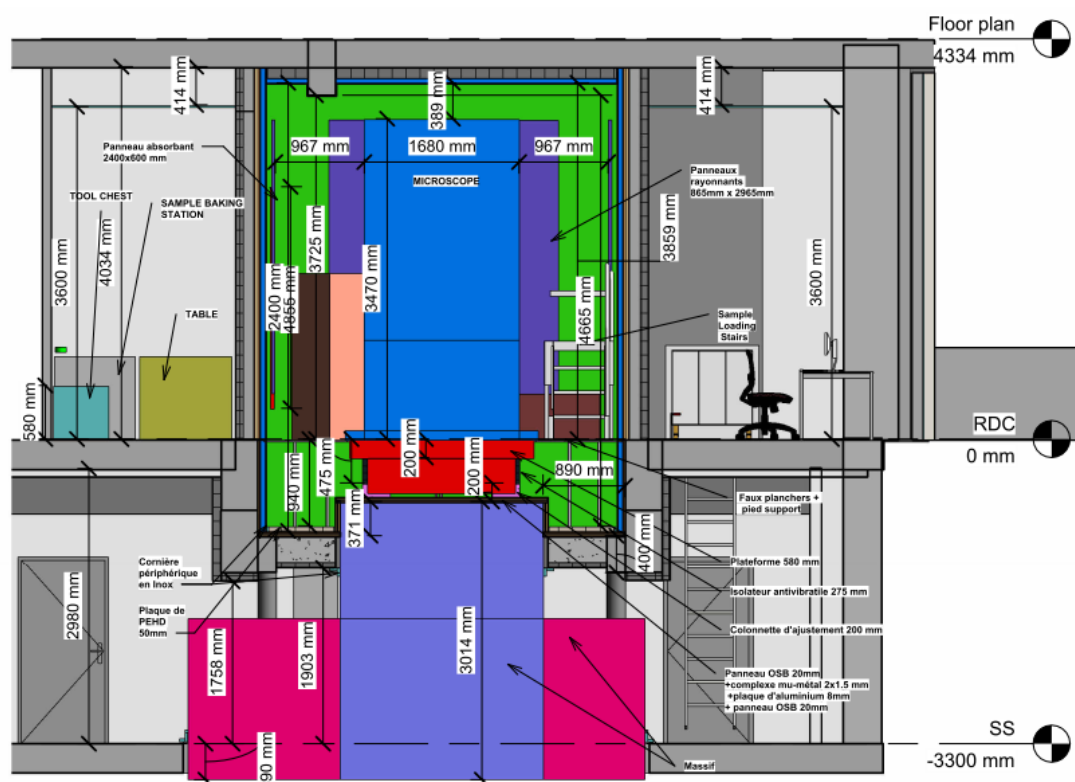 Floor plan
4334 mm
414 mm
414 mm
389 mm
967 mm
1680 mm
967 mm
Panneau absorbant
2400x600 mm
MICROSCOPE
Panneaux
rayonnants
865mm x 2965mm
TOOL CHEST
SAMPLE BAKING
STATION
4034 mm
3600 mm
3725 mm
3859 mm
3470 mm
2400 mm
4855 mm
4665 mm
3600 mm
TABLE
Sample
Loading
Stairs
580 mm
RDC
0 mm
200 mm
475 mm
200 mm
890 mm
940 mm
371 mm
400 mm
Faux planchers +
pied support
Cornière
périphérique
en Inox
Plateforme 580 mm
Isolateur antivibratile 275 mm
Plaque de
PEHD
50mm
Colonnette d'ajustement 200 mm
2980 mm
1758 mm
1903 mm
3014 mm
Panneau OSB 20mm
+complexe mu-métal 2x1.5 mm
+plaque d'aluminium 8mm
+ panneau OSB 20mm
SS
-3300 mm
Massif